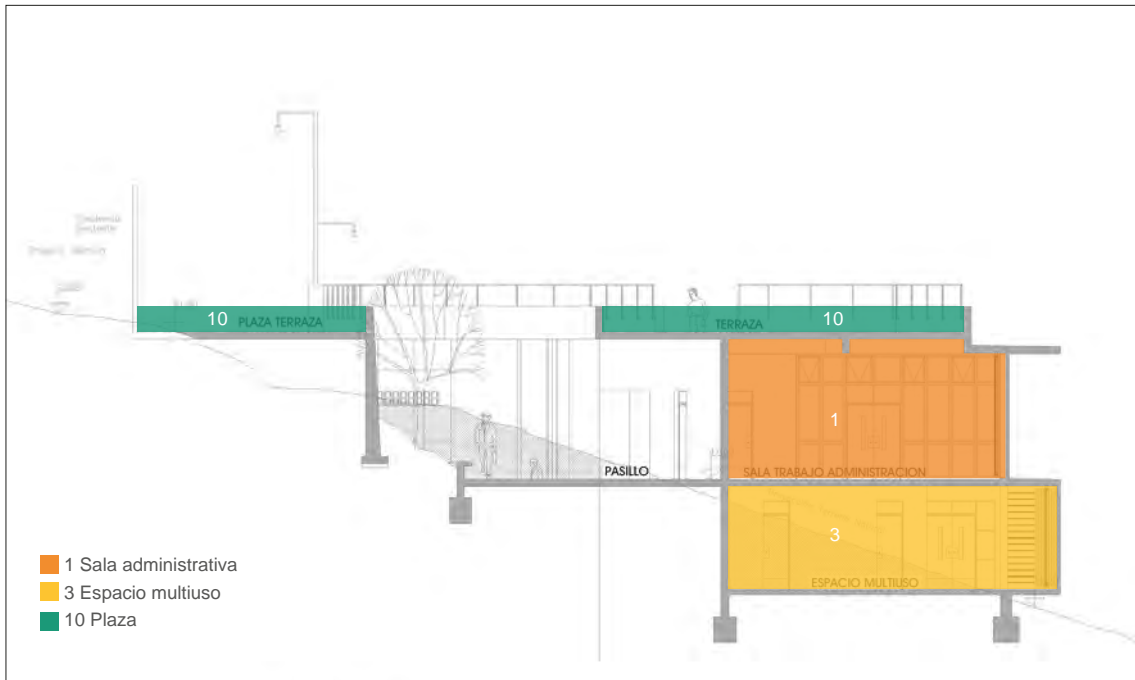 10 PLAZA TERRAZA
TERRAZA 10
1
PASILLO
SALA TRABAJO ADMINISTRACION
3
ESPACIO MULTIUSO
1 Sala administrativa
3 Espacio multiuso
10 Plaza